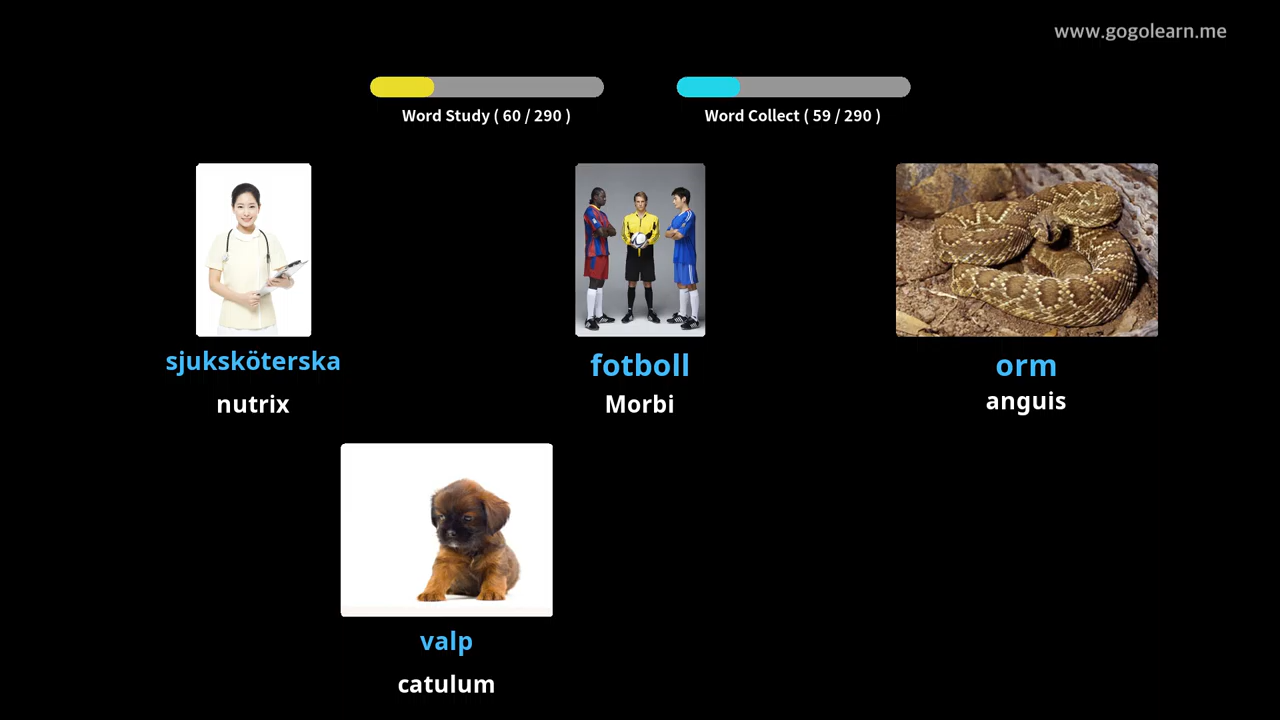 www.gogolearn.me
Word Study ( 60 / 290 )
Word Collect ( 59 / 290 )
sjuksköterska
fotboll
orm
nutrix
Morbi
anguis
valp
catulum